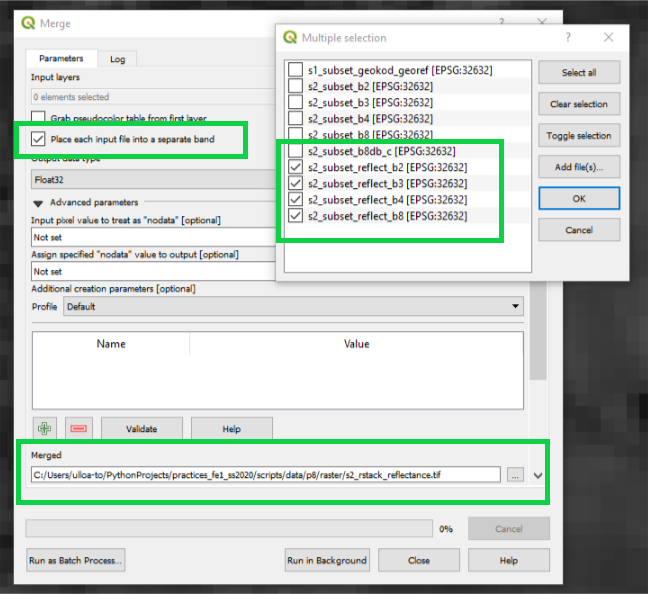 Merge
?
Parameters
Log
Input layers
0 elements selected
Grab pseudocolor table from first layer
Place each input file into a separate band
Output data type
Float32
Advanced parameters
Input pixel value to treat as "nodata" [optional]
Not set
Assign specified "nodata" value to output [optional]
Not set
Additional creation parameters [optional]
Profile Default
Name Value
Validate Help
Merged
C:/Users/ulloa-to/PythonProjects/practices_fe1_ss2020/scripts/data/p8/raster/s2_rstack_reflectance.tif
...
0%
Cancel
Run as Batch Process...
Run in Background
Close
Help
Multiple selection
?
s1_subset_geokod_georef [EPSG:32632]
s2_subset_b2 [EPSG:32632]
s2_subset_b3 [EPSG:32632]
s2_subset_b4 [EPSG:32632]
s2_subset_b8 [EPSG:32632]
s2_subset_b8db_c [EPSG:32632]
s2_subset_reflect_b2 [EPSG:32632]
s2_subset_reflect_b3 [EPSG:32632]
s2_subset_reflect_b4 [EPSG:32632]
s2_subset_reflect_b8 [EPSG:32632]
Select all
Clear selection
Toggle selection
Add file(s)...
OK
Cancel